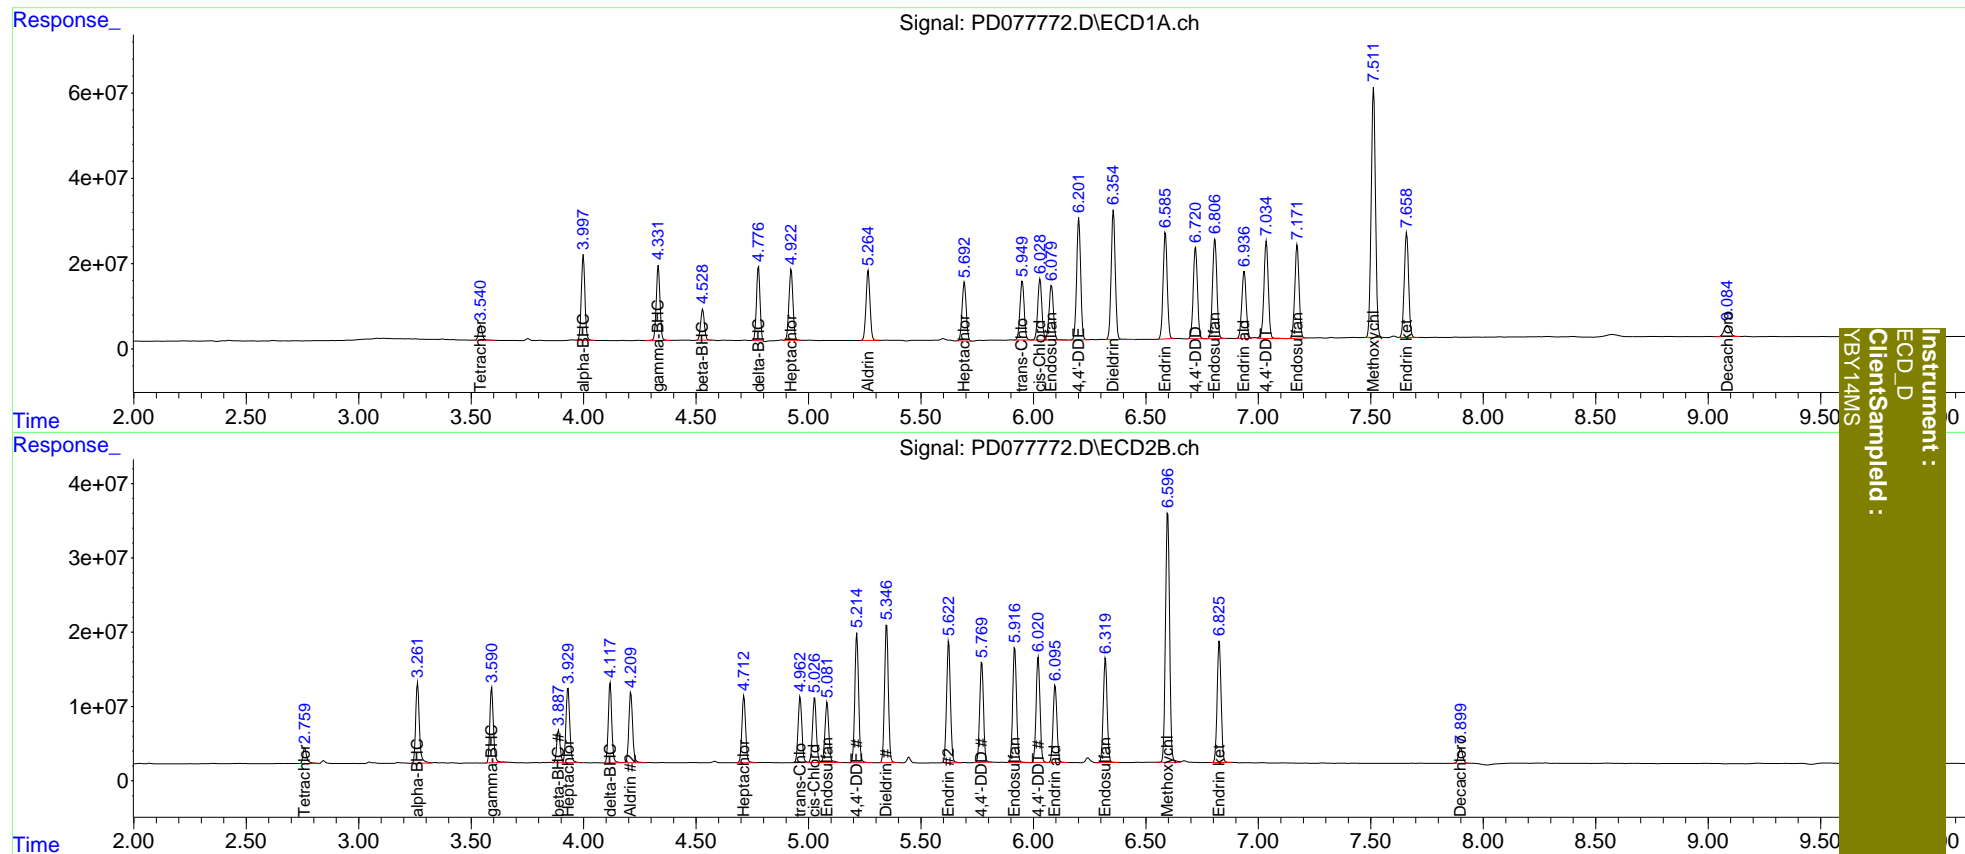 Response_
Signal: PD077772.D\ECD1A.ch
6e+07
4e+07
2e+07
0
3.540
3.997
4.331
4.528
4.776
4.922
5.264
5.692
5.949
6.028
6.079
6.201
6.354
6.585
6.720
6.806
6.936
7.034
7.171
7.511
7.658
9.084
Tetrachlor
alpha-BHC
gamma-BHC
beta-BHC
delta-BHC
Heptachlor
Aldrin
Heptachlor
trans-Chlo
cis-Chlord
Endosulfan
4,4'-DDE
Dieldrin
Endrin
4,4'-DDD
Endosulfan
Endrin ald
4,4'-DDT
Endosulfan
Methoxychl
Endrin ket
Decachloro
Time
2.00 2.50 3.00 3.50 4.00 4.50 5.00 5.50 6.00 6.50 7.00 7.50 8.00 8.50 9.00 9.50
Response_
Signal: PD077772.D\ECD2B.ch
4e+07
3e+07
2e+07
1e+07
0
2.759
3.261
3.590
3.887
3.929
4.117
4.209
4.712
4.962
5.026
5.081
5.214
5.346
5.622
5.769
5.916
6.020
6.095
6.319
6.596
6.825
7.899
Tetrachlor
alpha-BHC
gamma-BHC
beta-BHC #
Heptachlor
delta-BHC
Aldrin #2
Heptachlor
trans-Chlo
cis-Chlord
Endosulfan
4,4'-DDE #
Dieldrin #
Endrin #2
4,4'-DDD #
Endosulfan
4,4'-DDT #
Endrin ald
Endosulfan
Methoxychl
Endrin ket
Decachloro
Time
2.00 2.50 3.00 3.50 4.00 4.50 5.00 5.50 6.00 6.50 7.00 7.50 8.00 8.50 9.00 9.50
Instrument :
ECD_D
ClientSampleId :
YBY14MS